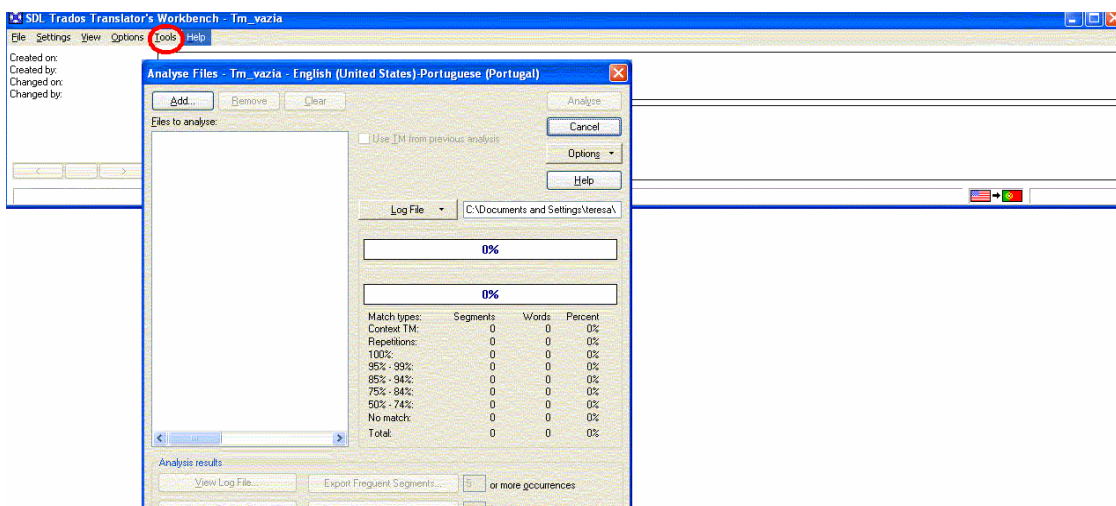 SDL Trados Translator's Workbench - Tm_vazia
File Settings View Options Tools Help
Created on:
Created by:
Changed on:
Changed by:
Analyse Files - Tm_vazia - English (United States)-Portuguese (Portugal)
Add... Remove Clear Analyse
Files to analyse:
Use TM from previous analysis
Cancel
Options
Help
Log File C:\Documents and Settings\teresa\
0%
0%
Match types: Segments Words Percent
Context TM: 0 0 0%
Repetitions: 0 0 0%
100%: 0 0 0%
95% - 99%: 0 0 0%
85% - 94%: 0 0 0%
75% - 84%: 0 0 0%
50% - 74%: 0 0 0%
No match: 0 0 0%
Total: 0 0 0%
Analysis results
View Log File... Export Frequent Segments... 5 or more occurrences